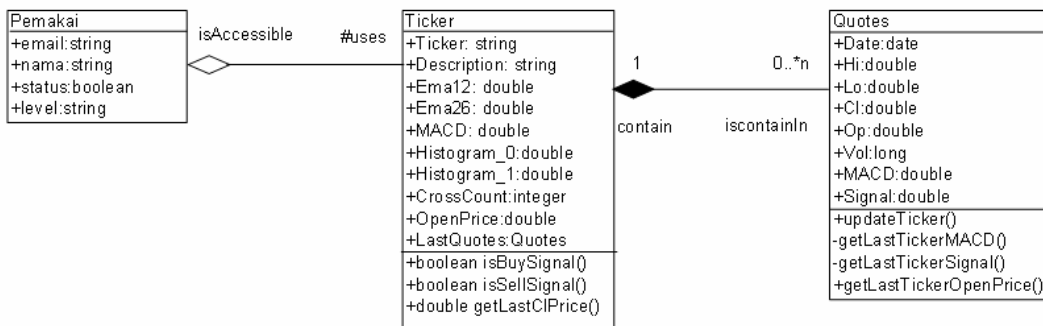 Pemakai
+email:string
+nama:string
+status:boolean
+level:string
isAccessible
#uses
Ticker
+Ticker: string
+Description: string
+Ema12: double
+Ema26: double
+MACD: double
+Histogram_0:double
+Histogram_1:double
+CrossCount:integer
+OpenPrice:double
+LastQuotes:Quotes
+boolean isBuySignal()
+boolean isSellSignal()
+double getLastClPrice()
1
0..*n
contain
iscontainIn
Quotes
+Date:date
+Hi:double
+Lo:double
+Cl:double
+Op:double
+Vol:long
+MACD:double
+Signal:double
+updateTicker()
-getLastTickerMACD()
-getLastTickerSignal()
+getLastTickerOpenPrice()